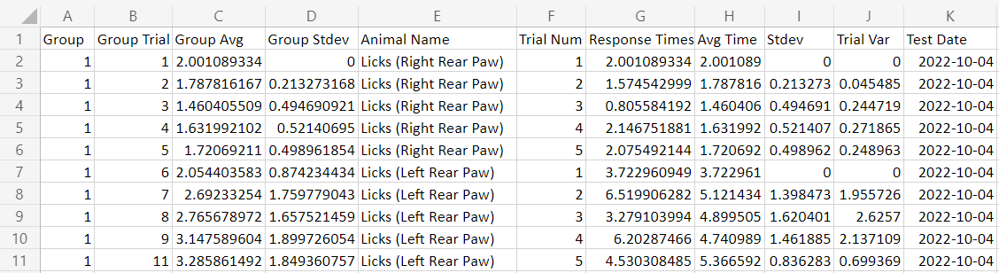 A B C D E F G H I J K
1 Group Group Trial Group Avg Group Stdev Animal Name Trial Num Response Times Avg Time Stdev Trial Var Test Date
2 1 1 2.001089334 0 Licks (Right Rear Paw) 1 2.001089334 2.001089 0 0 2022-10-04
3 1 2 1.787816167 0.213273168 Licks (Right Rear Paw) 2 1.574542999 1.787816 0.213273 0.045485 2022-10-04
4 1 3 1.460405509 0.494690921 Licks (Right Rear Paw) 3 0.805584192 1.460406 0.494691 0.244719 2022-10-04
5 1 4 1.631992102 0.52140695 Licks (Right Rear Paw) 4 2.146751881 1.631992 0.521407 0.271865 2022-10-04
6 1 5 1.72069211 0.498961854 Licks (Right Rear Paw) 5 2.075492144 1.720692 0.498962 0.248963 2022-10-04
7 1 6 2.054403583 0.874234434 Licks (Left Rear Paw) 1 3.722960949 3.722961 0 0 2022-10-04
8 1 7 2.69233254 1.759779043 Licks (Left Rear Paw) 2 6.519906282 5.121434 1.398473 1.955726 2022-10-04
9 1 8 2.765678972 1.657521459 Licks (Left Rear Paw) 3 3.279103994 4.899505 1.620401 2.6257 2022-10-04
10 1 9 3.147589604 1.899726054 Licks (Left Rear Paw) 4 6.20287466 4.740989 1.461885 2.137109 2022-10-04
11 1 11 3.285861492 1.849360757 Licks (Left Rear Paw) 5 4.530308485 5.366592 0.836283 0.699369 2022-10-04